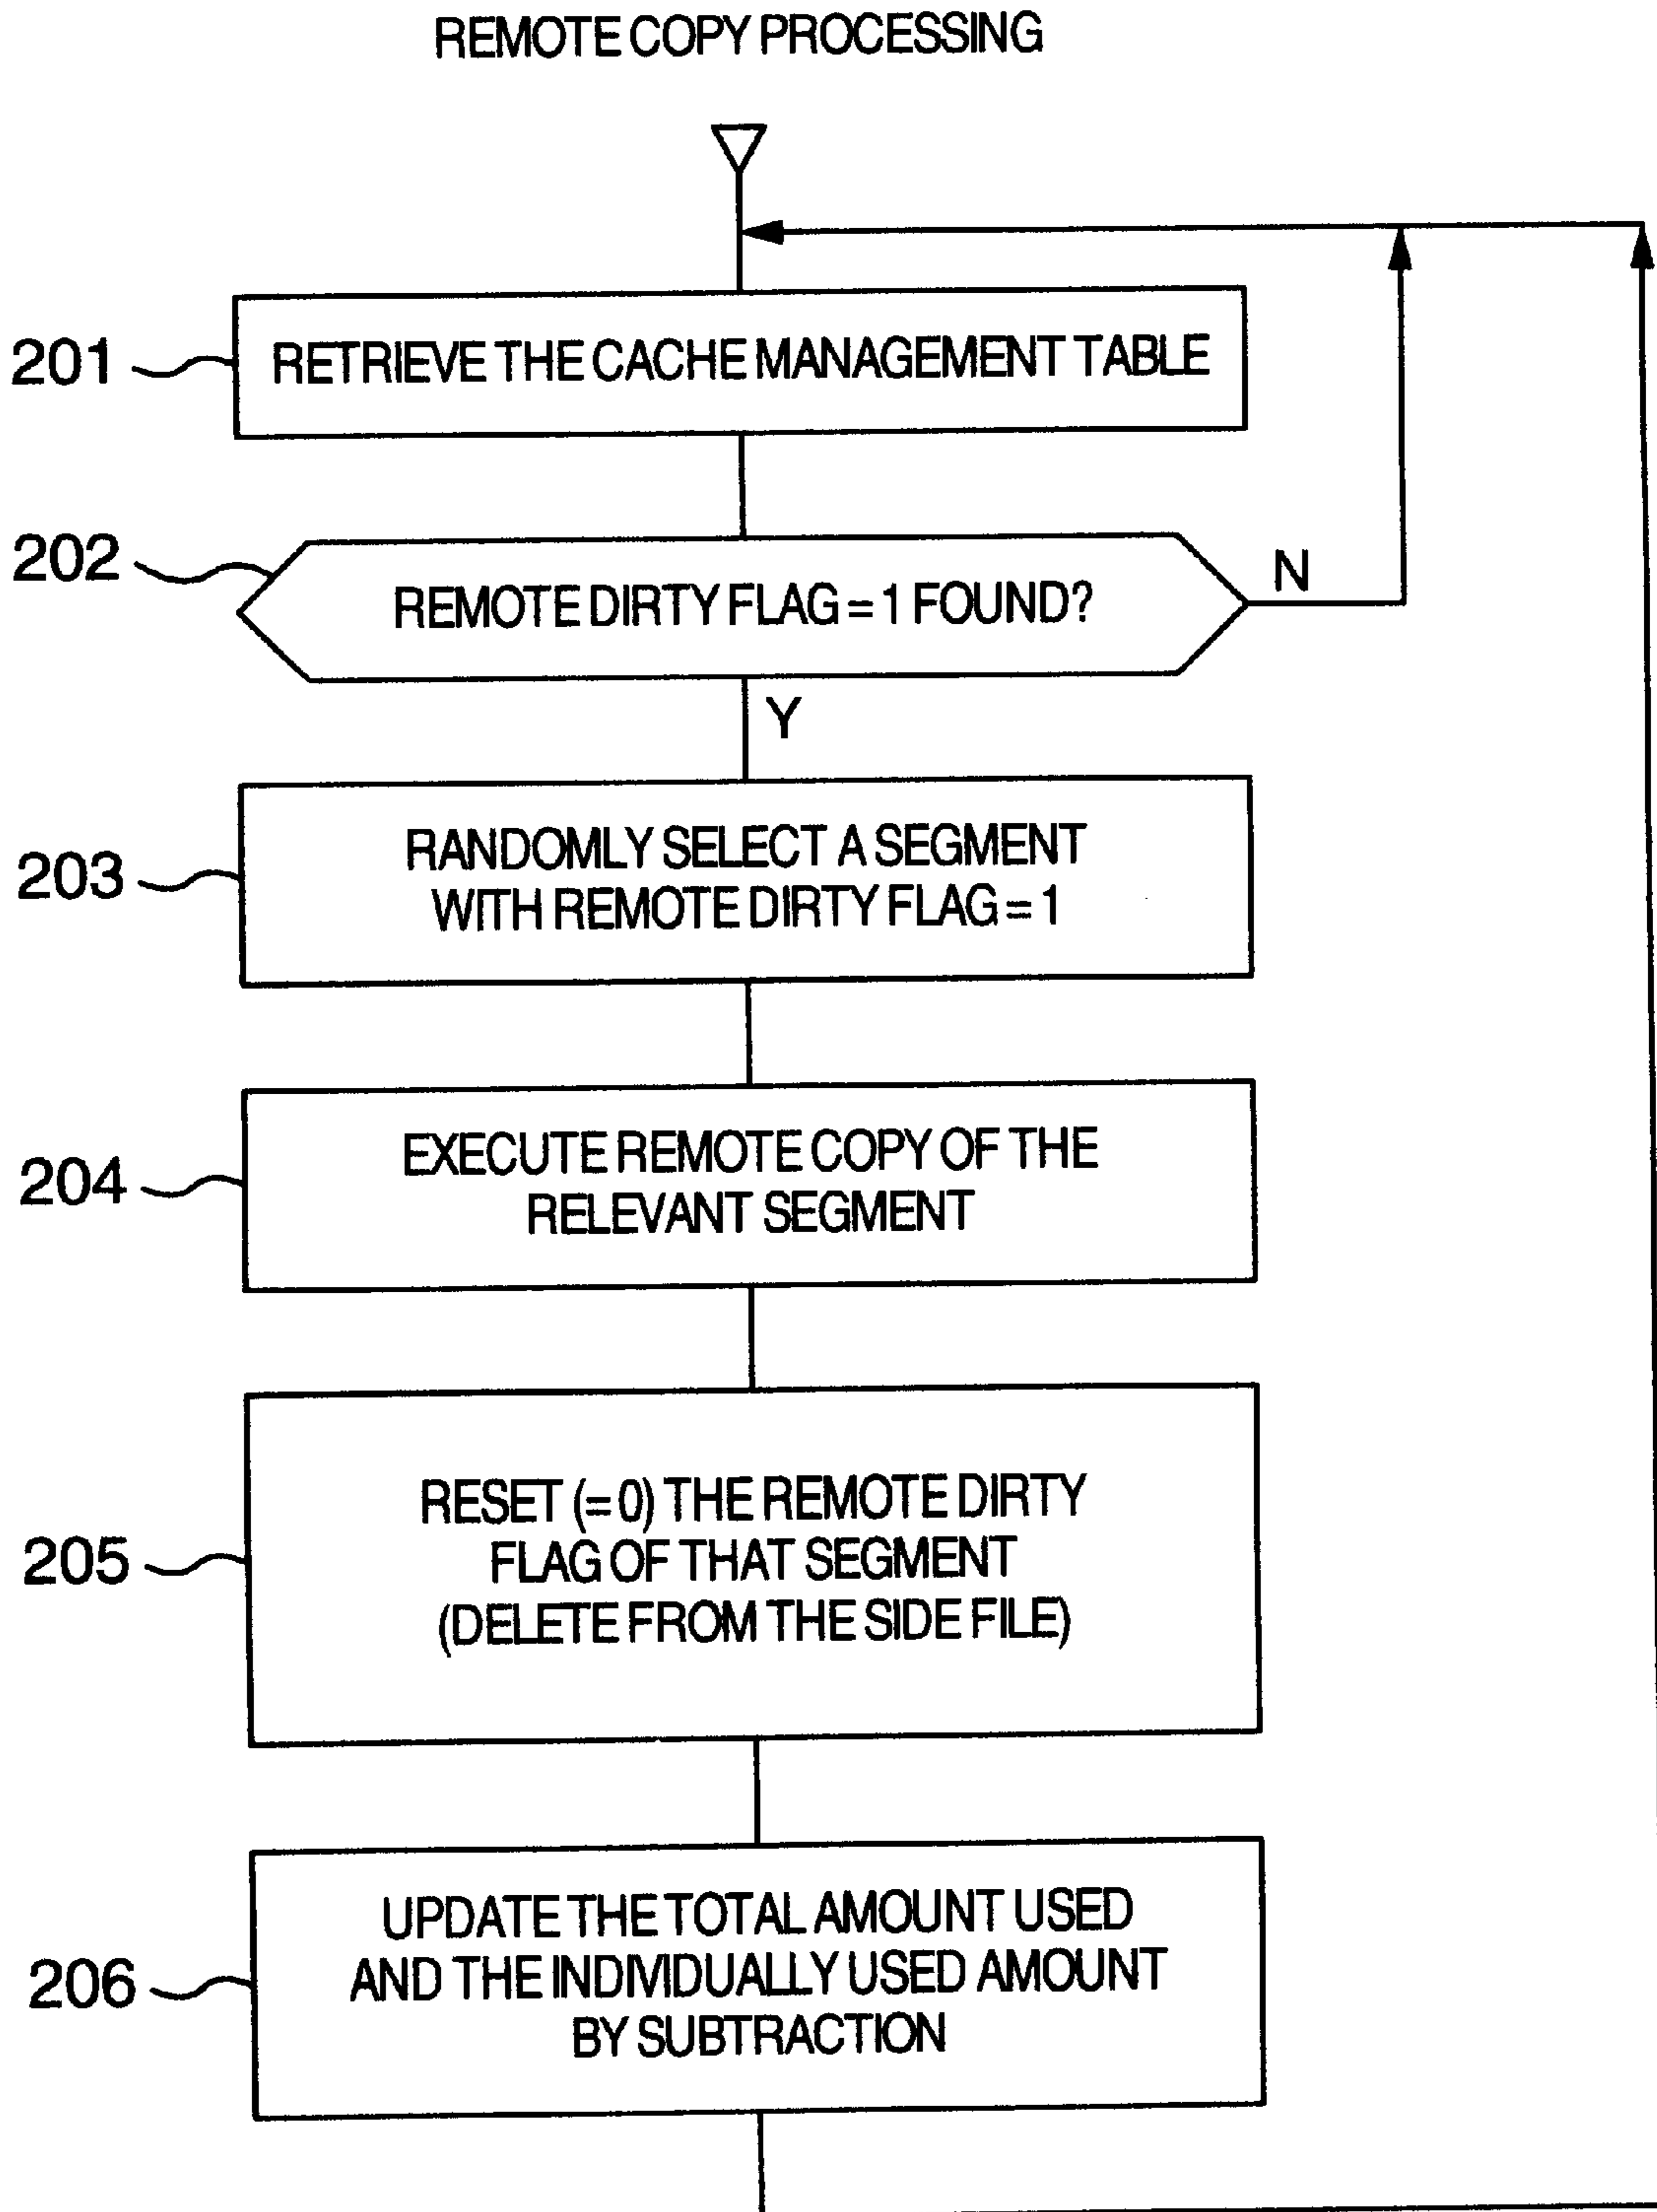 REMOTE COPY PROCESSING
201
RETRIEVE THE CACHE MANAGEMENT TABLE
202
REMOTE DIRTY FLAG = 1 FOUND?
N
Y
203
RANDOMLY SELECT A SEGMENT
WITH REMOTE DIRTY FLAG = 1
204
EXECUTE REMOTE COPY OF THE
RELEVANT SEGMENT
205
RESET (= 0) THE REMOTE DIRTY
FLAG OF THAT SEGMENT
(DELETE FROM THE SIDE FILE)
206
UPDATE THE TOTAL AMOUNT USED
AND THE INDIVIDUALLY USED AMOUNT
BY SUBTRACTION